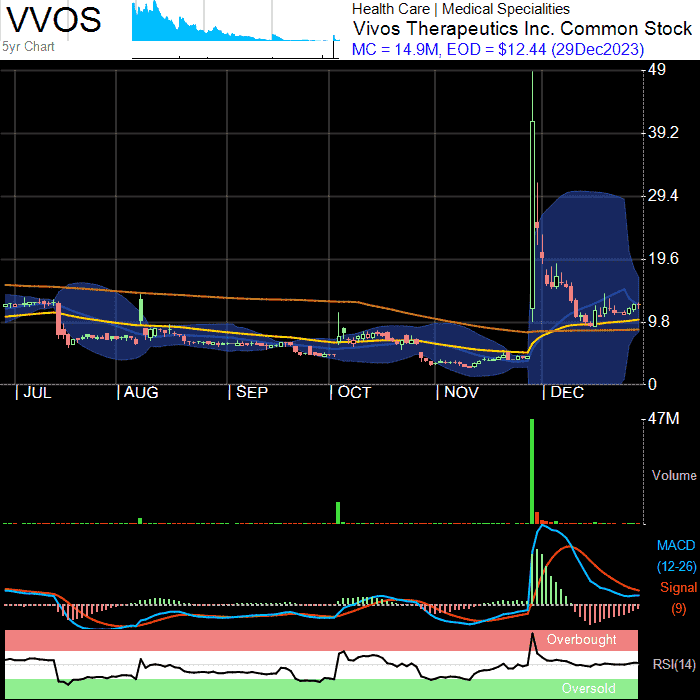 VVOS
5yr Chart
Health Care | Medical Specialities
Vivos Therapeutics Inc. Common Stock
MC = 14.9M, EOD = $12.44 (29Dec2023)
49
39.2
29.4
19.6
9.8
0
| JUL | AUG | SEP | OCT | NOV | DEC
47M
Volume
MACD
(12-26)
Signal
(9)
Overbought
RSI(14)
Oversold